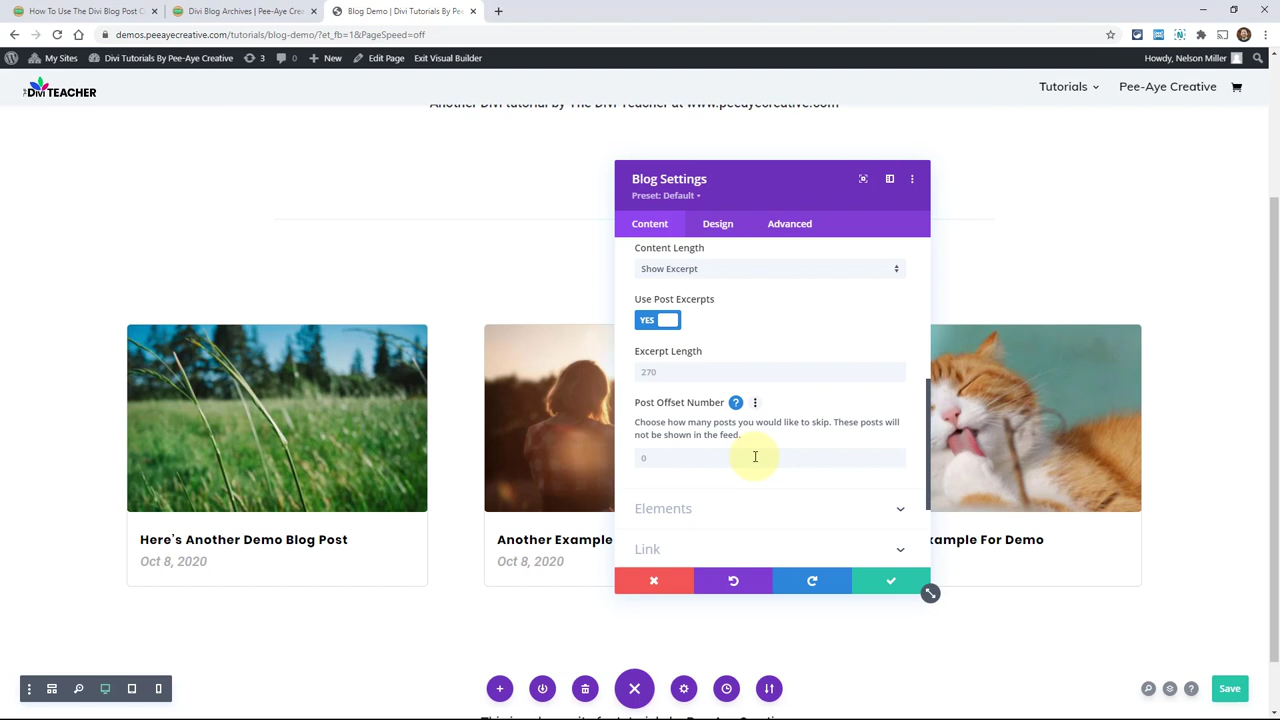 How To Use The Divi Blog Post C
Divi Blog Archives | Pee-Aye Cre
Blog Demo | Divi Tutorials By Pee
demos.peeayecreative.com/tutorials/blog-demo/?et_fb=1&PageSpeed=off
My Sites
Divi Tutorials By Pee-Aye Creative
3
0
New
Edit Page
Exit Visual Builder
Howdy, Nelson Miller
THE DIVI TEACHER
Tutorials
Pee-Aye Creative
Another Divi tutorial by The Divi Teacher at www.peeayecreative.com
Blog Settings
Preset: Default
Content
Design
Advanced
Content Length
Show Excerpt
Use Post Excerpts
YES
Excerpt Length
270
Post Offset Number
Choose how many posts you would like to skip. These posts will
not be shown in the feed.
0
Elements
Link
Here's Another Demo Blog Post
Oct 8, 2020
Another Example
Oct 8, 2020
xample For Demo
Save